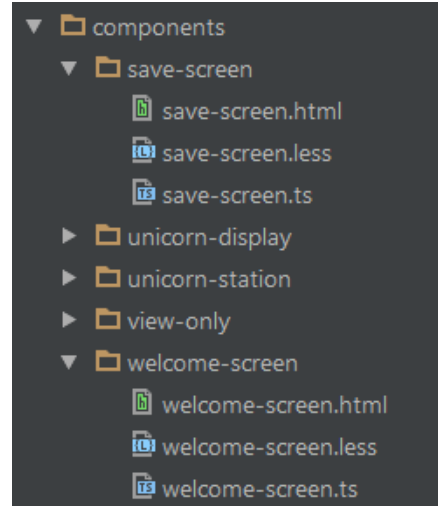 components
save-screen
save-screen.html
save-screen.less
save-screen.ts
unicorn-display
unicorn-station
view-only
welcome-screen
welcome-screen.html
welcome-screen.less
welcome-screen.ts